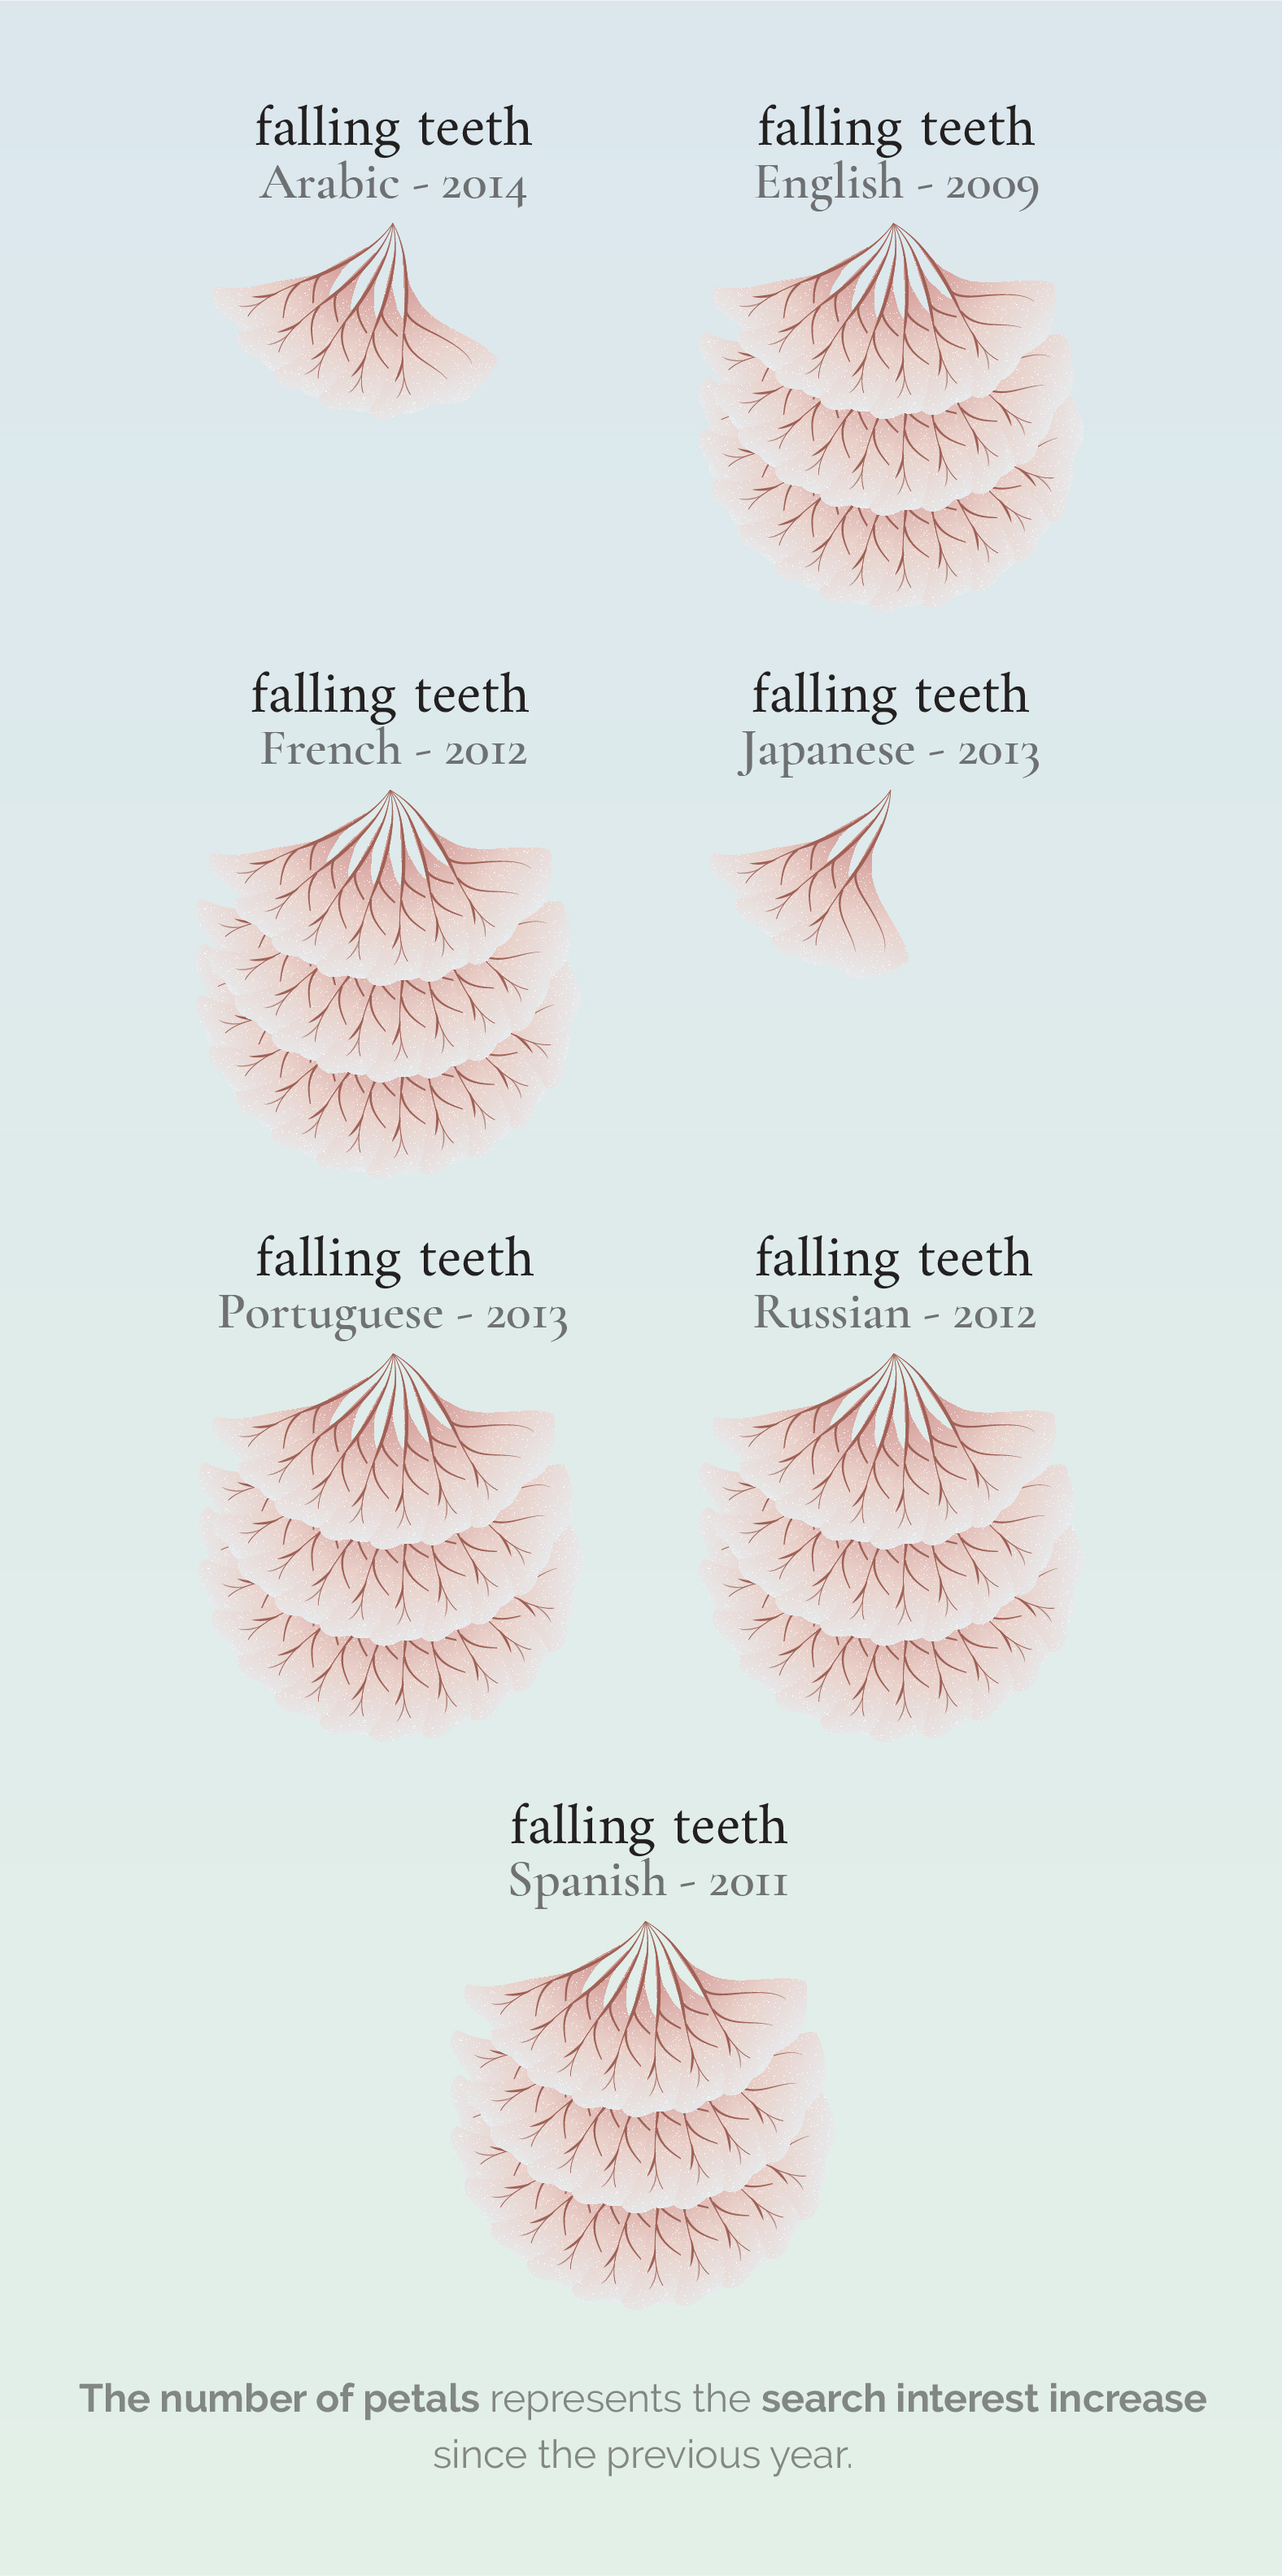 falling teeth
Arabic - 2014
falling teeth
English - 2009
falling teeth
French - 2012
falling teeth
Japanese - 2013
falling teeth
Portuguese - 2013
falling teeth
Russian - 2012
falling teeth
Spanish - 2011
The number of petals represents the search interest increase
since the previous year.